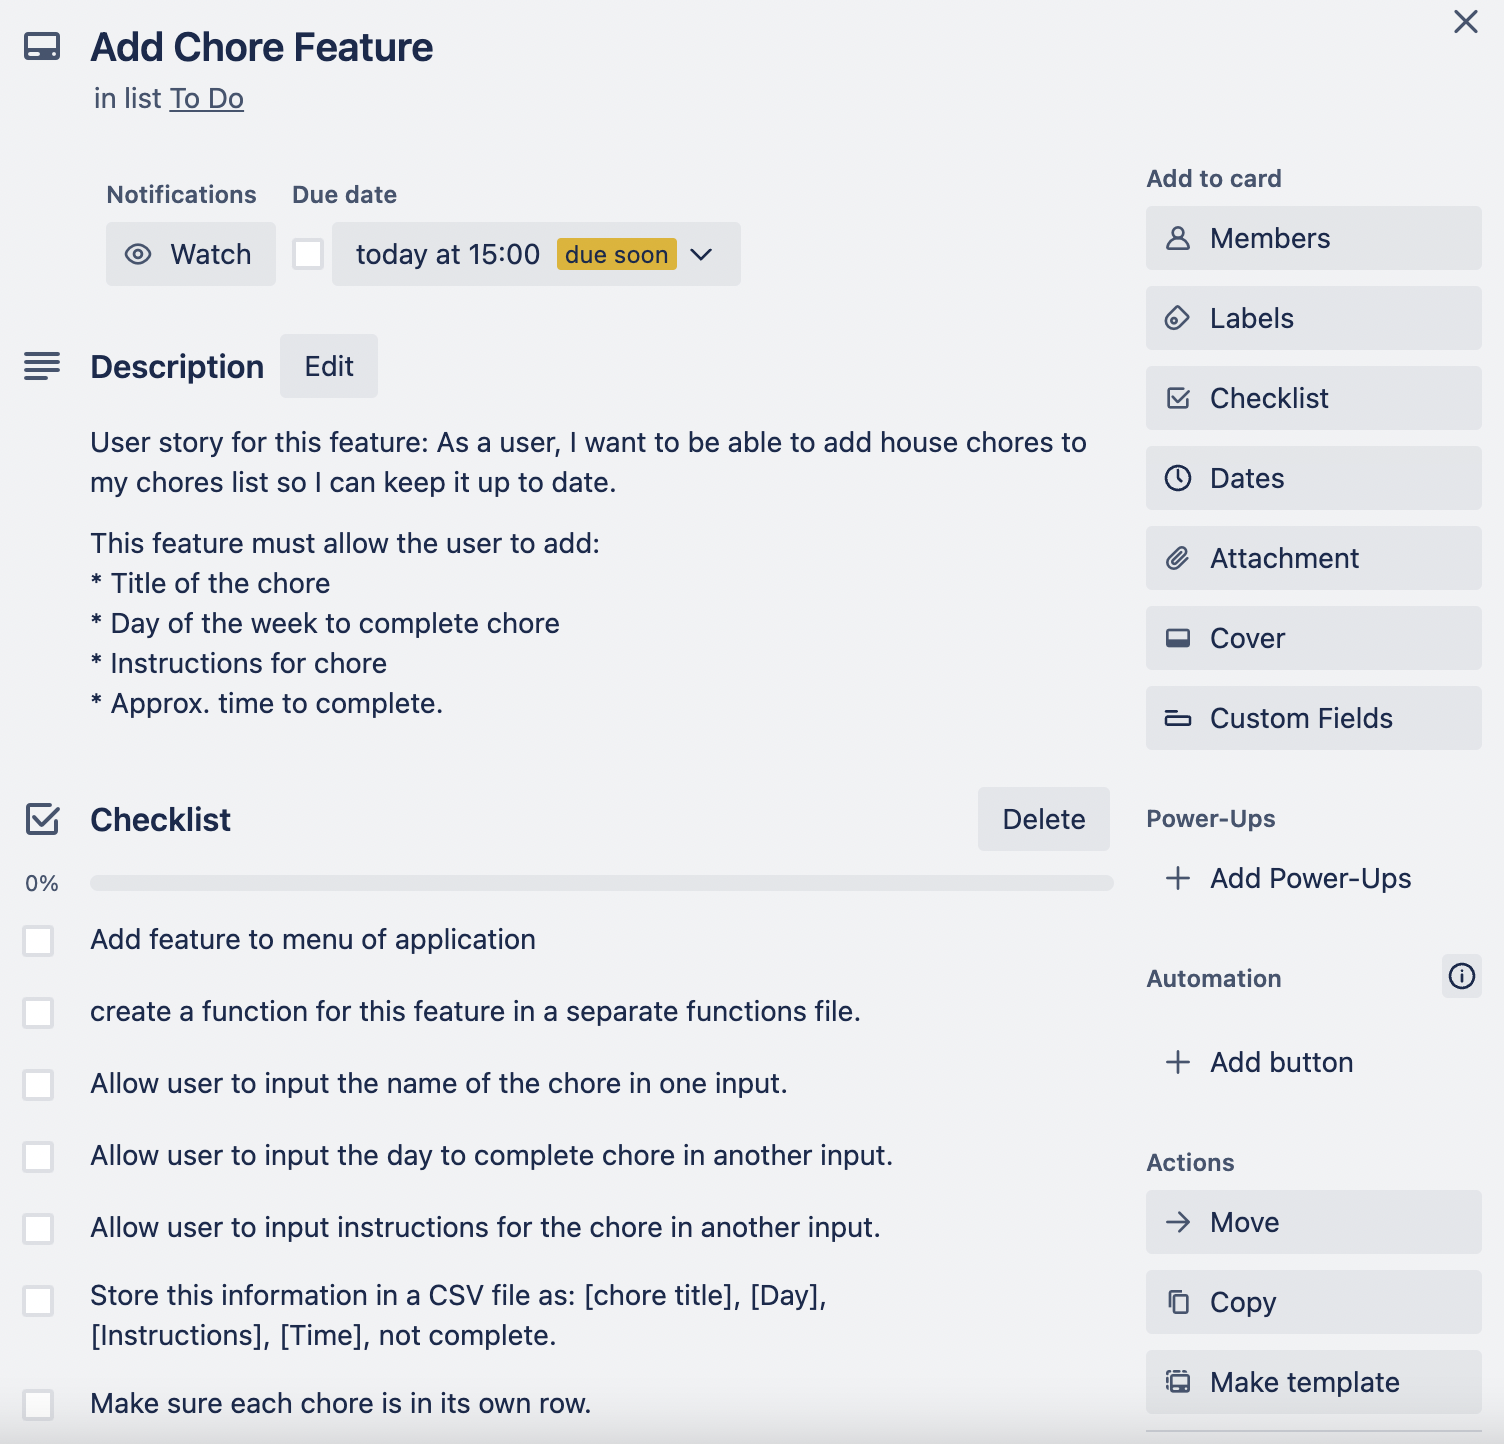 Add Chore Feature
in list To Do
Notifications
Due date
Watch
today at 15:00 due soon
Description
Edit
User story for this feature: As a user, I want to be able to add house chores to
my chores list so I can keep it up to date.
This feature must allow the user to add:
* Title of the chore
* Day of the week to complete chore
* Instructions for chore
* Approx. time to complete.
Checklist
Delete
0%
Add feature to menu of application
create a function for this feature in a separate functions file.
Allow user to input the name of the chore in one input.
Allow user to input the day to complete chore in another input.
Allow user to input instructions for the chore in another input.
Store this information in a CSV file as: [chore title], [Day],
[Instructions], [Time], not complete.
Make sure each chore is in its own row.
Add to card
Members
Labels
Checklist
Dates
Attachment
Cover
Custom Fields
Power-Ups
Add Power-Ups
Automation
Add button
Actions
Move
Copy
Make template